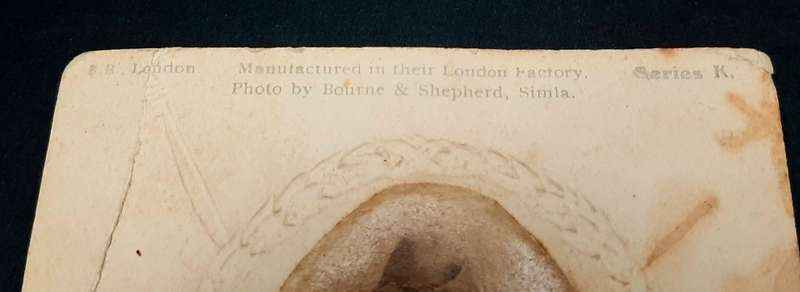 B.B. London. Manufactured in their London Factory. Series K.
Photo by Bourne & Shepherd, Simla.